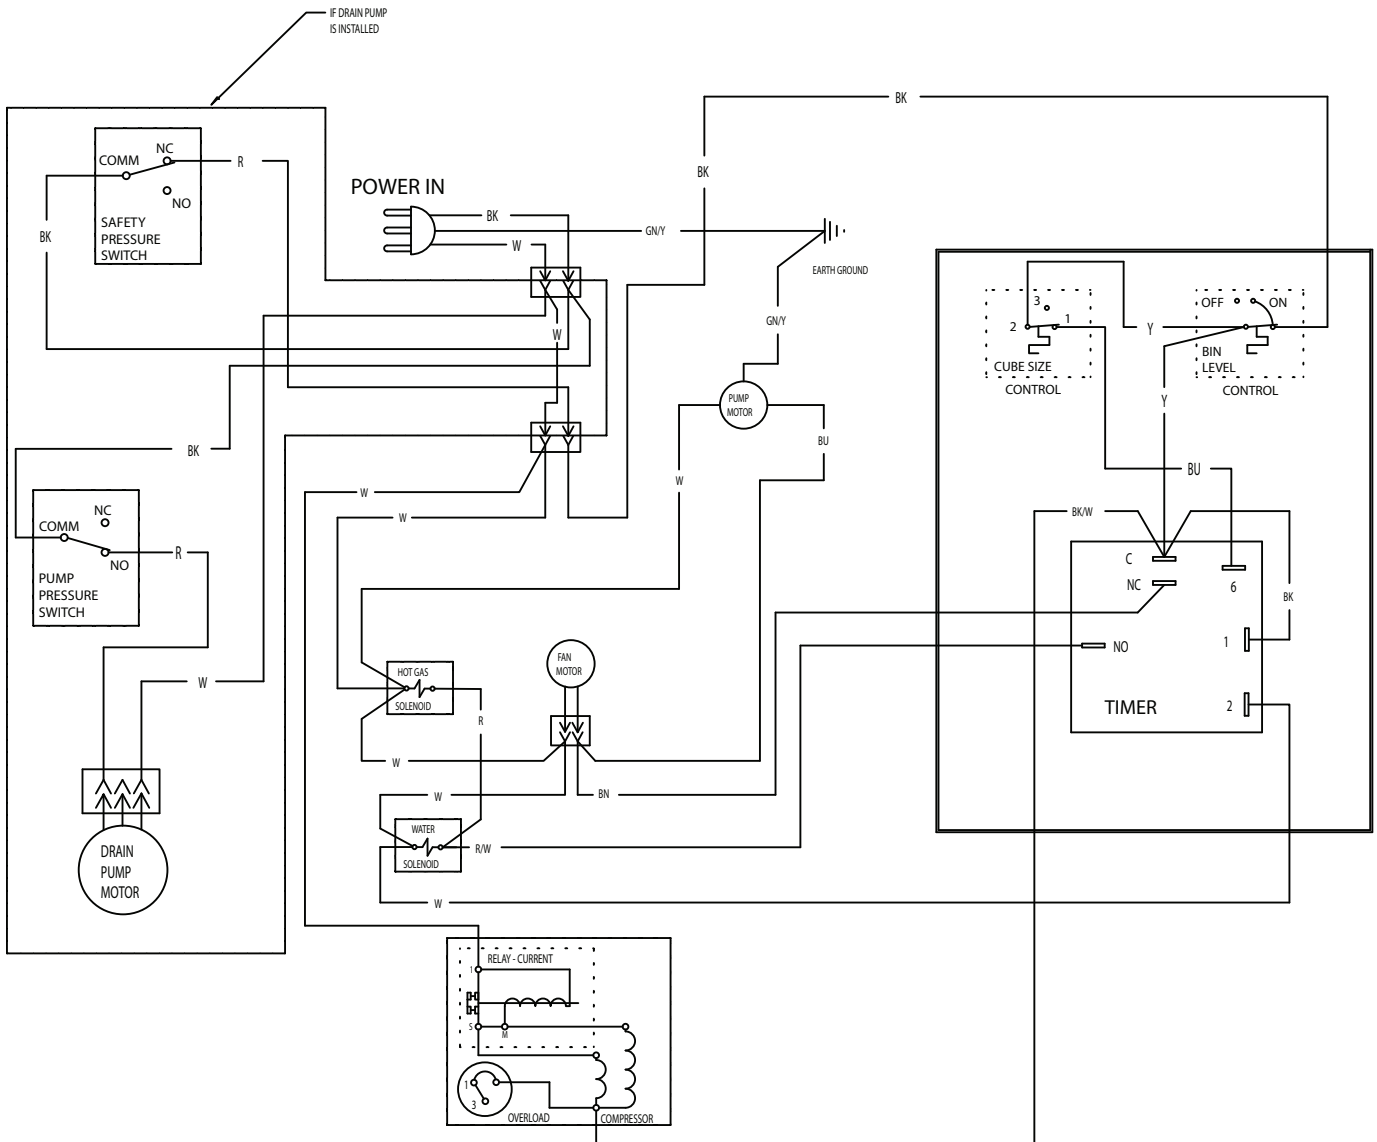 IF DRAIN PUMP
IS INSTALLED
BK
NC
COMM
R
NO
SAFETY
PRESSURE
SWITCH
BK
POWER IN
BK
W
GN/Y
BK
EARTH GROUND
GN/Y
W
3
2
1
CUBE SIZE
CONTROL
Y
OFF
ON
BIN
LEVEL
CONTROL
Y
PUMP
MOTOR
BU
W
BK
NC
COMM
NO
R
PUMP
PRESSURE
SWITCH
W
W
W
BU
BK/W
C
NC
6
BK
NO
1
TIMER
2
HOT GAS
SOLENOID
R
FAN
MOTOR
W
W
BN
WATER
SOLENOID
R/W
W
DRAIN
PUMP
MOTOR
RELAY - CURRENT
1
S
M
1
3
OVERLOAD
COMPRESSOR